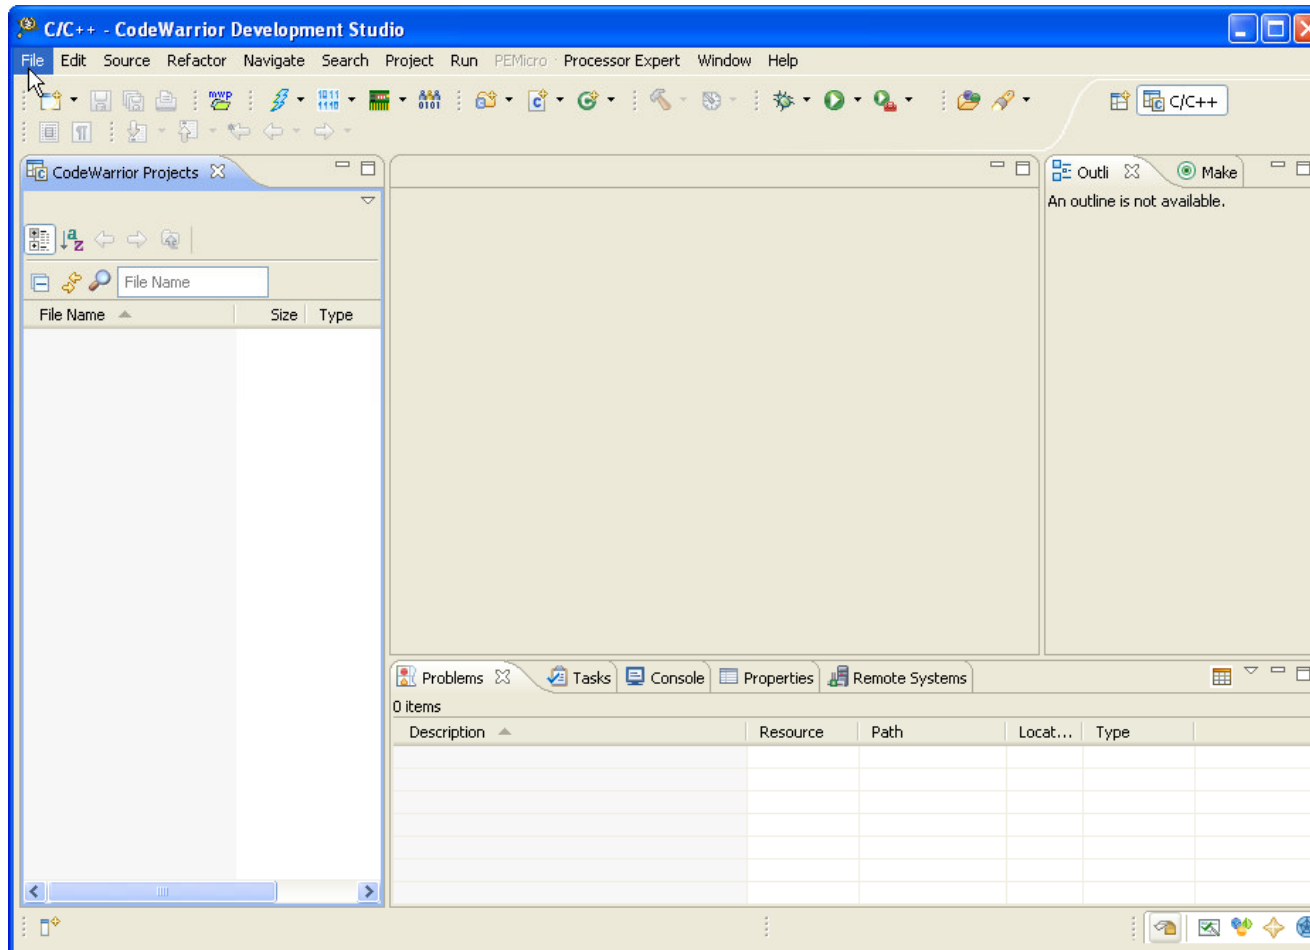 C/C++ - CodeWarrior Development Studio
File Edit Source Refactor Navigate Search Project Run PEMicro Processor Expert Window Help
C/C++
CodeWarrior Projects
Outli Make
An outline is not available.
File Name
File Name Size Type
Problems Tasks Console Properties Remote Systems
0 items
Description Resource Path Locat... Type